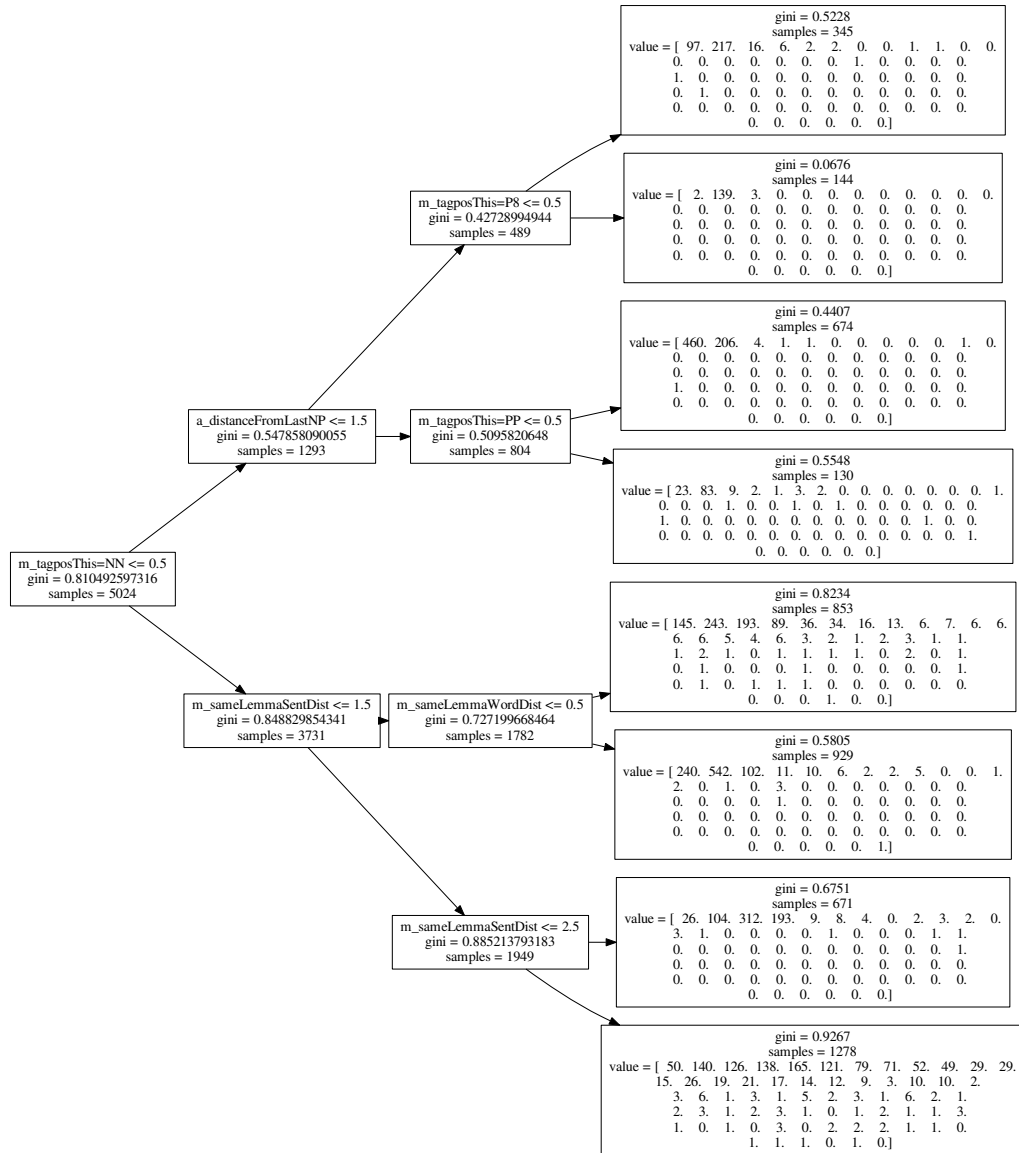 gini = 0.5228
samples = 345
value = [ 97. 217. 16. 6. 2. 2. 0. 0. 1. 1. 0. 0.
0. 0. 0. 0. 0. 0. 0. 1. 0. 0. 0. 0.
1. 0. 0. 0. 0. 0. 0. 0. 0. 0. 0. 0.
0. 1. 0. 0. 0. 0. 0. 0. 0. 0. 0. 0.
0. 0. 0. 0. 0. 0. 0. 0. 0. 0. 0. 0.
0. 0. 0. 0. 0. 0.]
gini = 0.0676
samples = 144
value = [ 2. 139. 3. 0. 0. 0. 0. 0. 0. 0. 0. 0.
0. 0. 0. 0. 0. 0. 0. 0. 0. 0. 0. 0.
0. 0. 0. 0. 0. 0. 0. 0. 0. 0. 0. 0.
0. 0. 0. 0. 0. 0. 0. 0. 0. 0. 0. 0.
0. 0. 0. 0. 0. 0. 0. 0. 0. 0. 0. 0.
0. 0. 0. 0. 0. 0.]
m_tagposThis=P8 <= 0.5
gini = 0.42728994944
samples = 489
gini = 0.4407
samples = 674
value = [ 460. 206. 4. 1. 1. 0. 0. 0. 0. 0. 1. 0.
0. 0. 0. 0. 0. 0. 0. 0. 0. 0. 0. 0.
0. 0. 0. 0. 0. 0. 0. 0. 0. 0. 0. 0.
1. 0. 0. 0. 0. 0. 0. 0. 0. 0. 0. 0.
0. 0. 0. 0. 0. 0. 0. 0. 0. 0. 0. 0.
0. 0. 0. 0. 0. 0.]
a_distanceFromLastNP <= 1.5
gini = 0.547858090055
samples = 1293
m_tagposThis=PP <= 0.5
gini = 0.5095820648
samples = 804
gini = 0.5548
samples = 130
value = [ 23. 83. 9. 2. 1. 3. 2. 0. 0. 0. 0. 0. 0. 0. 1.
0. 0. 0. 1. 0. 0. 1. 0. 1. 0. 0. 0. 0. 0. 0.
1. 0. 0. 0. 0. 0. 0. 0. 0. 0. 0. 0. 1. 0. 0.
0. 0. 0. 0. 0. 0. 0. 0. 0. 0. 0. 0. 0. 0. 1.
0. 0. 0. 0. 0. 0.]
m_tagposThis=NN <= 0.5
gini = 0.810492597316
samples = 5024
gini = 0.8234
samples = 853
value = [ 145. 243. 193. 89. 36. 34. 16. 13. 6. 7. 6. 6.
6. 6. 5. 4. 6. 3. 2. 1. 2. 3. 1. 1.
1. 2. 1. 0. 1. 1. 1. 1. 0. 2. 0. 1.
0. 1. 0. 0. 0. 1. 0. 0. 0. 0. 0. 1.
0. 1. 0. 1. 1. 1. 0. 0. 0. 0. 0. 0.
0. 0. 0. 1. 0. 0.]
m_sameLemmaSentDist <= 1.5
gini = 0.848829854341
samples = 3731
m_sameLemmaWordDist <= 0.5
gini = 0.727199668464
samples = 1782
gini = 0.5805
samples = 929
value = [ 240. 542. 102. 11. 10. 6. 2. 2. 5. 0. 0. 1.
2. 0. 1. 0. 3. 0. 0. 0. 0. 0. 0. 0.
0. 0. 0. 0. 1. 0. 0. 0. 0. 0. 0. 0.
0. 0. 0. 0. 0. 0. 0. 0. 0. 0. 0. 0.
0. 0. 0. 0. 0. 0. 0. 0. 0. 0. 0. 0.
0. 0. 0. 0. 0. 1.]
gini = 0.6751
samples = 671
value = [ 26. 104. 312. 193. 9. 8. 4. 0. 2. 3. 2. 0.
3. 1. 0. 0. 0. 0. 1. 0. 0. 0. 1. 1.
0. 0. 0. 0. 0. 0. 0. 0. 0. 0. 0. 1.
0. 0. 0. 0. 0. 0. 0. 0. 0. 0. 0. 0.
0. 0. 0. 0. 0. 0. 0. 0. 0. 0. 0. 0.
0. 0. 0. 0. 0. 0.]
m_sameLemmaSentDist <= 2.5
gini = 0.885213793183
samples = 1949
gini = 0.9267
samples = 1278
value = [ 50. 140. 126. 138. 165. 121. 79. 71. 52. 49. 29. 29.
15. 26. 19. 21. 17. 14. 12. 9. 3. 10. 10. 2.
3. 6. 1. 3. 1. 5. 2. 3. 1. 6. 2. 1.
2. 3. 1. 2. 3. 1. 0. 1. 2. 1. 1. 3.
1. 0. 1. 0. 3. 0. 2. 2. 2. 1. 1. 0.
1. 1. 1. 0. 1. 0.]